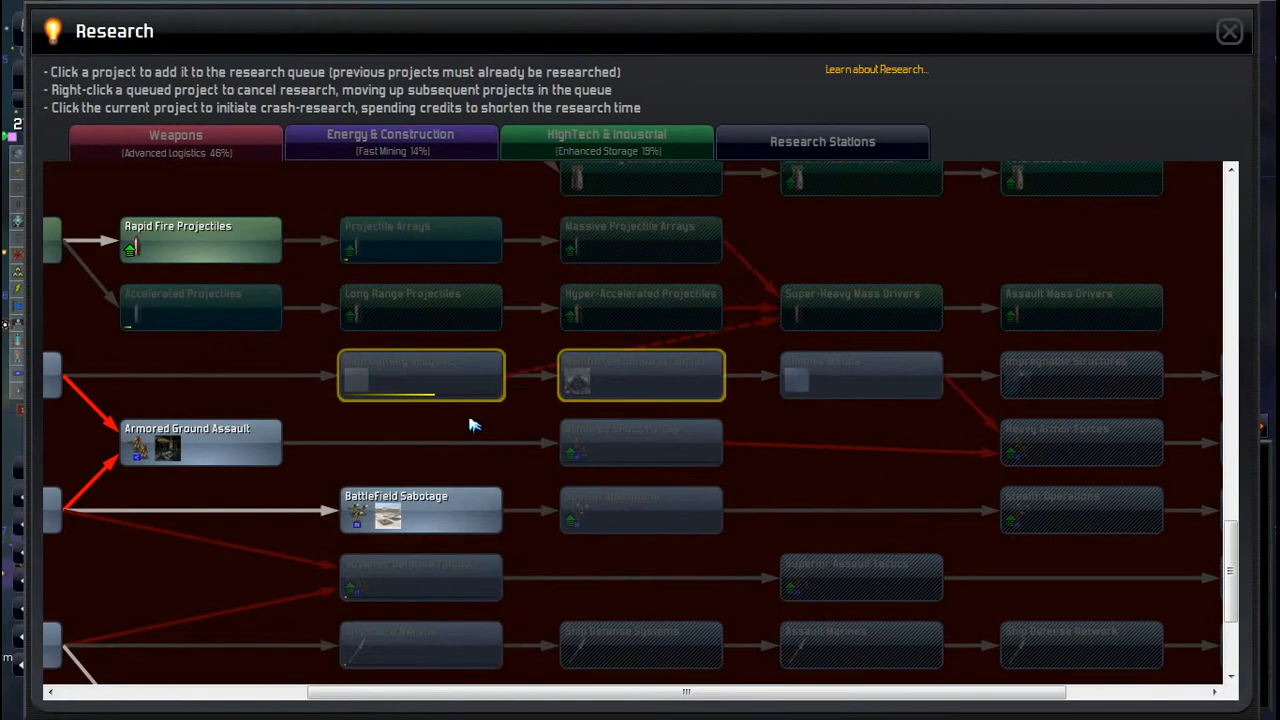 Research
- Click a project to add it to the research queue (previous projects must already be researched)
Learn about Research...
- Right-click a queued project to cancel research, moving up subsequent projects in the queue
- Click the current project to initiate crash-research, spending credits to shorten the research time
Weapons
(Advanced Logistics 46%)
Energy & Construction
(Fast Mining 14%)
HighTech & Industrial
(Enhanced Storage 19%)
Research Stations
Rapid Fire Projectiles
Projectile Arrays
Massive Projectile Arrays
Accelerated Projectiles
Long Range Projectiles
Hyper-Accelerated Projectiles
Super-Heavy Mass Drivers
Assault Mass Drivers
Impregnable Structures
Armored Ground Assault
Heavy Armor Forces
BattleField Sabotage
Stealth Operations
Superior Defense Tactics
Superior Assault Tactics
Ship Defense Systems
Assault Marines
Ship Defense Network